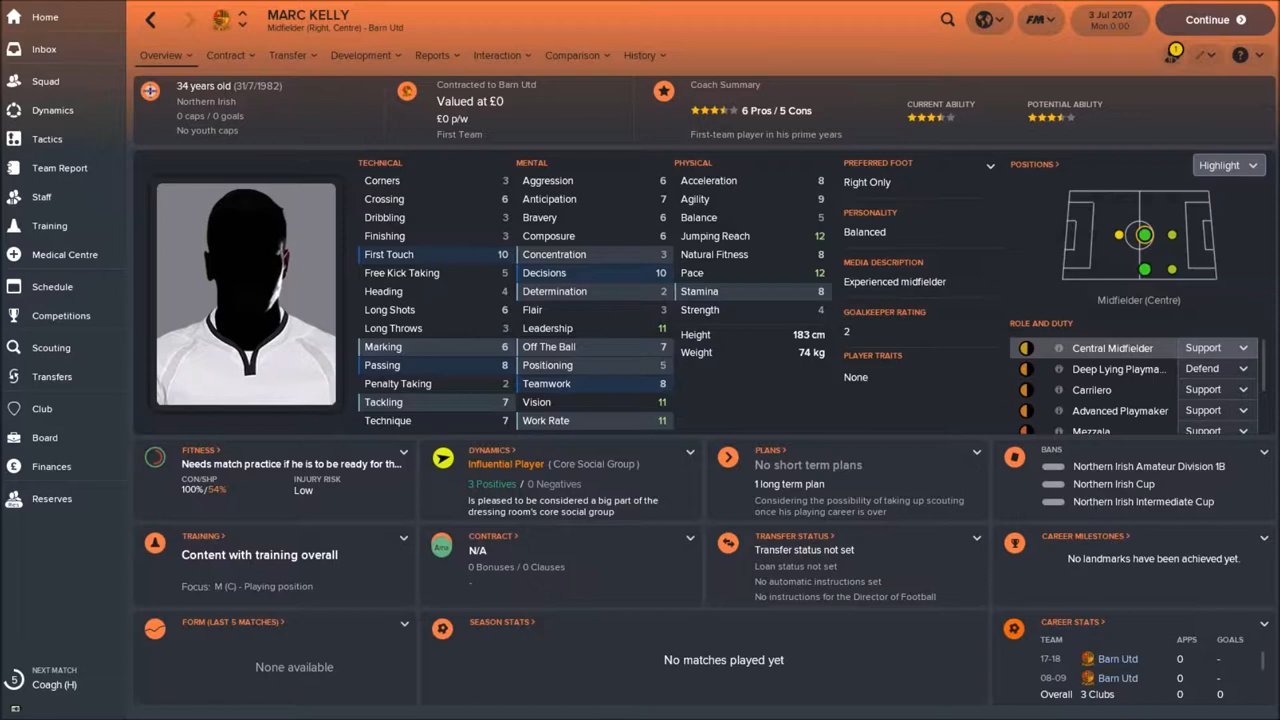 Home
Inbox
Squad
Dynamics
Tactics
Team Report
Staff
Training
Medical Centre
Schedule
Competitions
Scouting
Transfers
Club
Board
Finances
Reserves
NEXT MATCH
5 Coagh (H)
MARC KELLY
Midfielder (Right, Centre) - Barn Utd
FM
3 Jul 2017
Mon 0:00
Continue
Overview Contract Transfer Development Reports Interaction Comparison History
1
?
34 years old (31/7/1982)
Northern Irish
0 caps / 0 goals
No youth caps
Contracted to Barn Utd
Valued at £0
£0 p/w
First Team
Coach Summary
6 Pros / 5 Cons
First-team player in his prime years
CURRENT ABILITY
POTENTIAL ABILITY
TECHNICAL
Corners 3
Crossing 6
Dribbling 3
Finishing 3
First Touch 10
Free Kick Taking 5
Heading 4
Long Shots 6
Long Throws 3
Marking 6
Passing 8
Penalty Taking 2
Tackling 7
Technique 7
MENTAL
Aggression 6
Anticipation 7
Bravery 6
Composure 6
Concentration 3
Decisions 10
Determination 2
Flair 3
Leadership 11
Off The Ball 7
Positioning 5
Teamwork 8
Vision 11
Work Rate 11
PHYSICAL
Acceleration 8
Agility 9
Balance 5
Jumping Reach 12
Natural Fitness 8
Pace 12
Stamina 8
Strength 4
Height 183 cm
Weight 74 kg
PREFERRED FOOT
Right Only
PERSONALITY
Balanced
MEDIA DESCRIPTION
Experienced midfielder
GOALKEEPER RATING
2
PLAYER TRAITS
None
POSITIONS >
Highlight
Midfielder (Centre)
ROLE AND DUTY
Central Midfielder Support
Deep Lying Playma... Defend
Carrilero Support
Advanced Playmaker Support
Mezzala Support
FITNESS >
Needs match practice if he is to be ready for th...
CON/SHP
100%/54%
INJURY RISK
Low
DYNAMICS >
Influential Player ( Core Social Group )
3 Positives / 0 Negatives
Is pleased to be considered a big part of the
dressing room's core social group
PLANS >
No short term plans
1 long term plan
Considering the possibility of taking up scouting
once his playing career is over
BANS
Northern Irish Amateur Division 1B
Northern Irish Cup
Northern Irish Intermediate Cup
TRAINING >
Content with training overall
Focus: M (C) - Playing position
Ama
CONTRACT >
N/A
0 Bonuses / 0 Clauses
-
TRANSFER STATUS >
Transfer status not set
Loan status not set
No automatic instructions set
No instructions for the Director of Football
CAREER MILESTONES >
No landmarks have been achieved yet.
FORM (LAST 5 MATCHES) >
None available
SEASON STATS >
No matches played yet
CAREER STATS >
TEAM APPS GOALS
17-18 Barn Utd 0 -
08-09 Barn Utd 0 -
Overall 3 Clubs 0 0